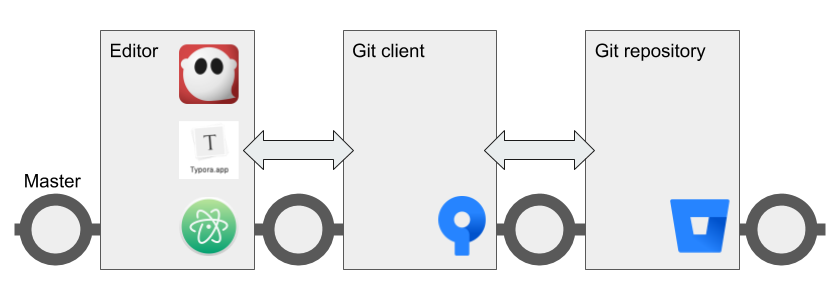 Editor
Git client
Git repository
T
Typora.app
Master